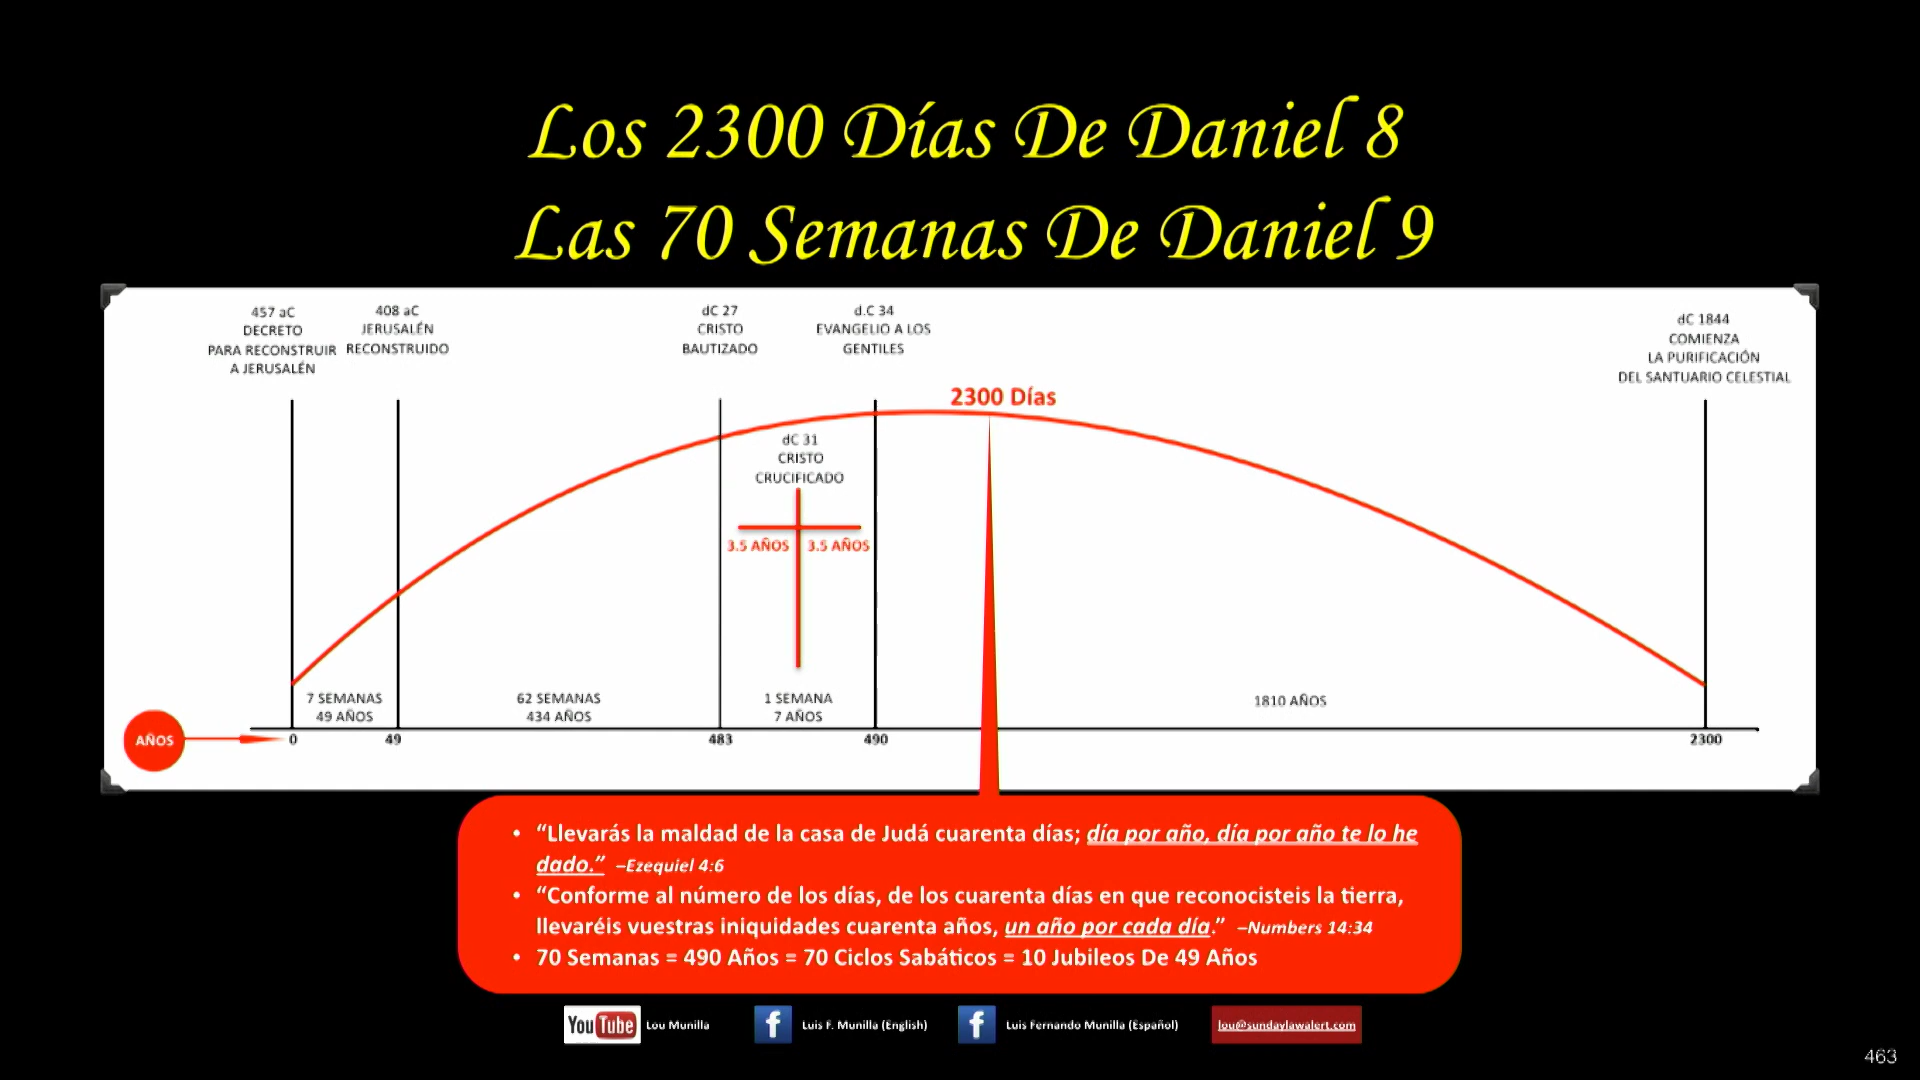 Los 2300 Días De Daniel 8
Las 70 Semanas De Daniel 9
457 aC
DECRETO
PARA RECONSTRUIR
A JERUSALÉN
408 aC
JERUSALÉN
RECONSTRUIDO
dC 27
CRISTO
BAUTIZADO
d.C 34
EVANGELIO A LOS
GENTILES
dC 1844
COMIENZA
LA PURIFICACIÓN
DEL SANTUARIO CELESTIAL
2300 Días
dC 31
CRISTO
CRUCIFICADO
3.5 AÑOS
3.5 AÑOS
7 SEMANAS
49 AÑOS
62 SEMANAS
434 AÑOS
1 SEMANA
7 AÑOS
1810 AÑOS
AÑOS
0
49
483
490
2300
• “Llevarás la maldad de la casa de Judá cuarenta días; día por año, día por año te lo he
dado.” –Ezequiel 4:6
• “Conforme al número de los días, de los cuarenta días en que reconocisteis la tierra,
llevaréis vuestras iniquidades cuarenta años, un año por cada día.” –Numbers 14:34
• 70 Semanas = 490 Años = 70 Ciclos Sabáticos = 10 Jubileos De 49 Años
YouTube Lou Munilla
f Luis F. Munilla (English)
f Luis Fernando Munilla (Español)
lou@sundaylawalert.com
463